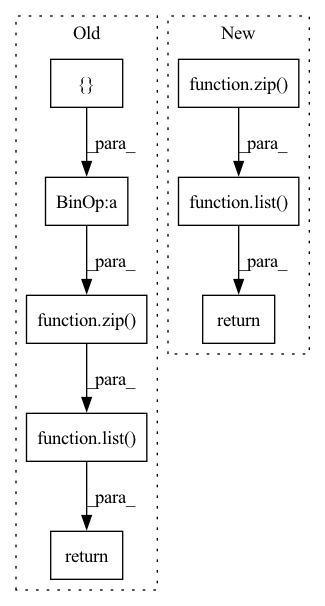 Old
{}
_para_
BinOp:a
_para_
function.zip()
_para_
function.list()
_para_
return
New
function.zip()
_para_
function.list()
_para_
return